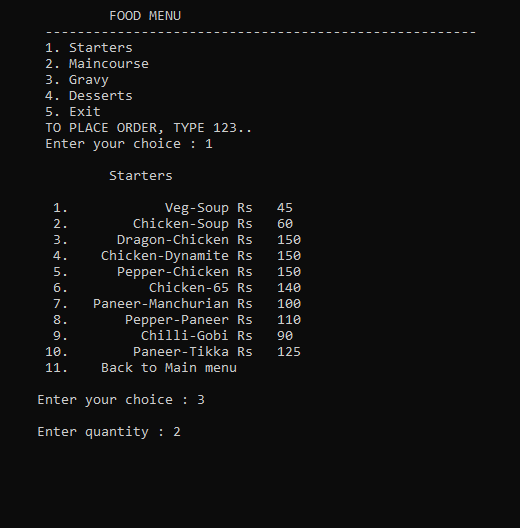 FOOD MENU
------------------------------------------------------
1. Starters
2. Maincourse
3. Gravy
4. Desserts
5. Exit
TO PLACE ORDER, TYPE 123..
Enter your choice : 1
Starters
1. Veg-Soup Rs 45
2. Chicken-Soup Rs 60
3. Dragon-Chicken Rs 150
4. Chicken-Dynamite Rs 150
5. Pepper-Chicken Rs 150
6. Chicken-65 Rs 140
7. Paneer-Manchurian Rs 100
8. Pepper-Paneer Rs 110
9. Chilli-Gobi Rs 90
10. Paneer-Tikka Rs 125
11. Back to Main menu
Enter your choice : 3
Enter quantity : 2